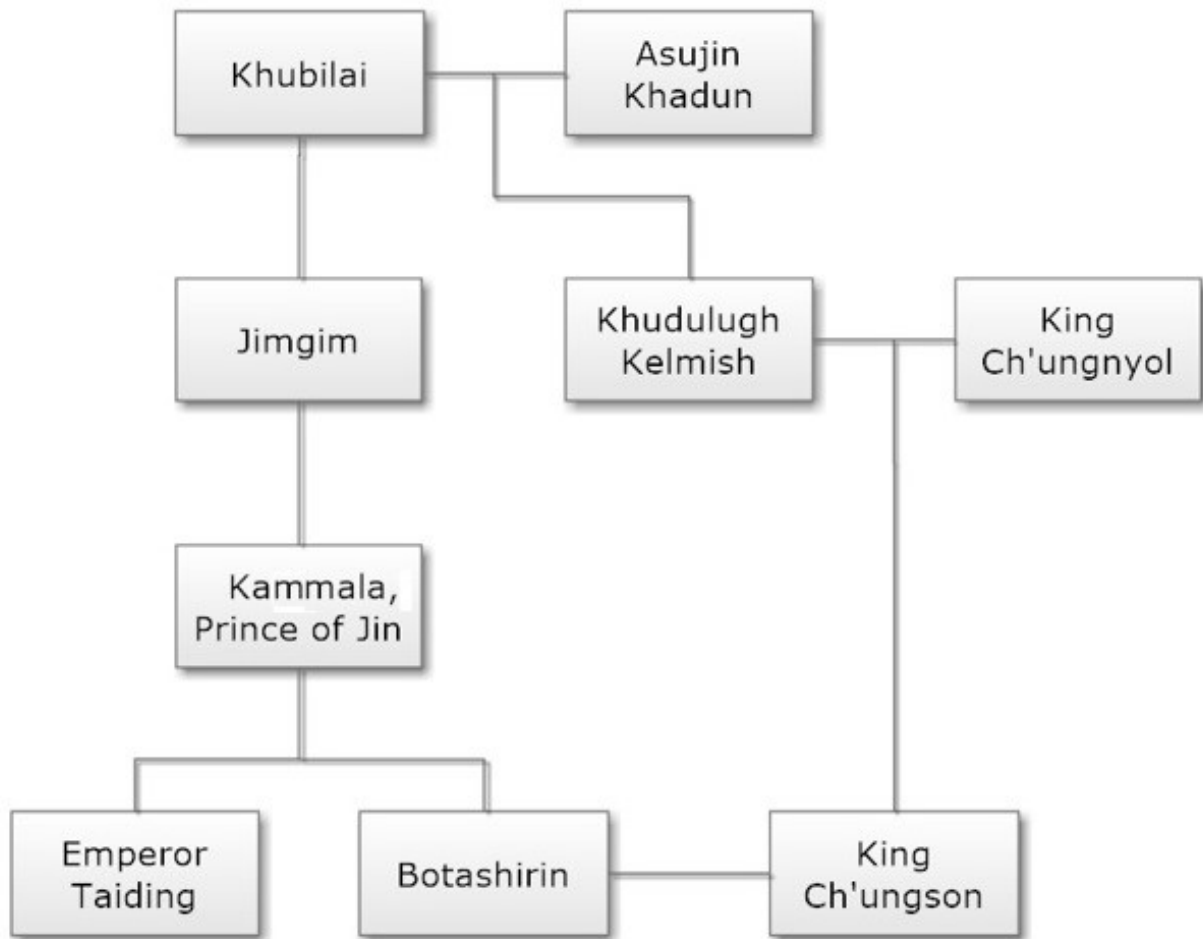 Khubilai
Asujin
Khadun
Jimgim
Khudulugh
Kelmish
King
Ch'ungnyol
Kammala,
Prince of Jin
Emperor
Taiding
Botashirin
King
Ch'ungson